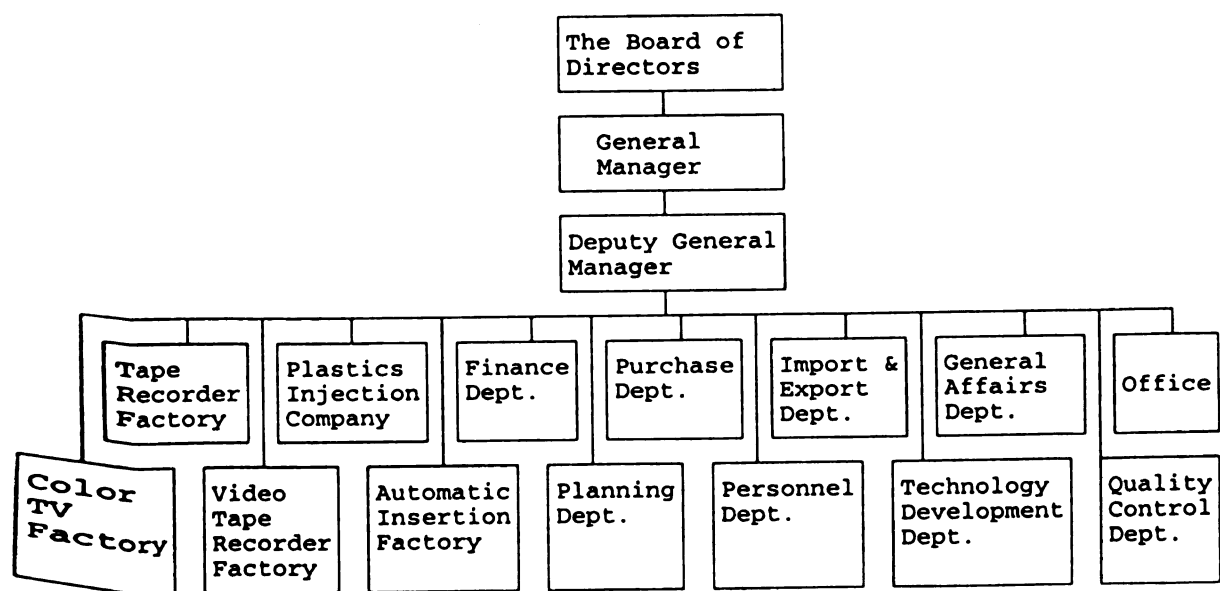 The Board of
Directors
General
Manager
Deputy General
Manager
Tape
Recorder
Factory
Plastics
Injection
Company
Finance
Dept.
Purchase
Dept.
Import &
Export
Dept.
General
Affairs
Dept.
Office
Color
TV
Factory
Video
Tape
Recorder
Factory
Automatic
Insertion
Factory
Planning
Dept.
Personnel
Dept.
Technology
Development
Dept.
Quality
Control
Dept.